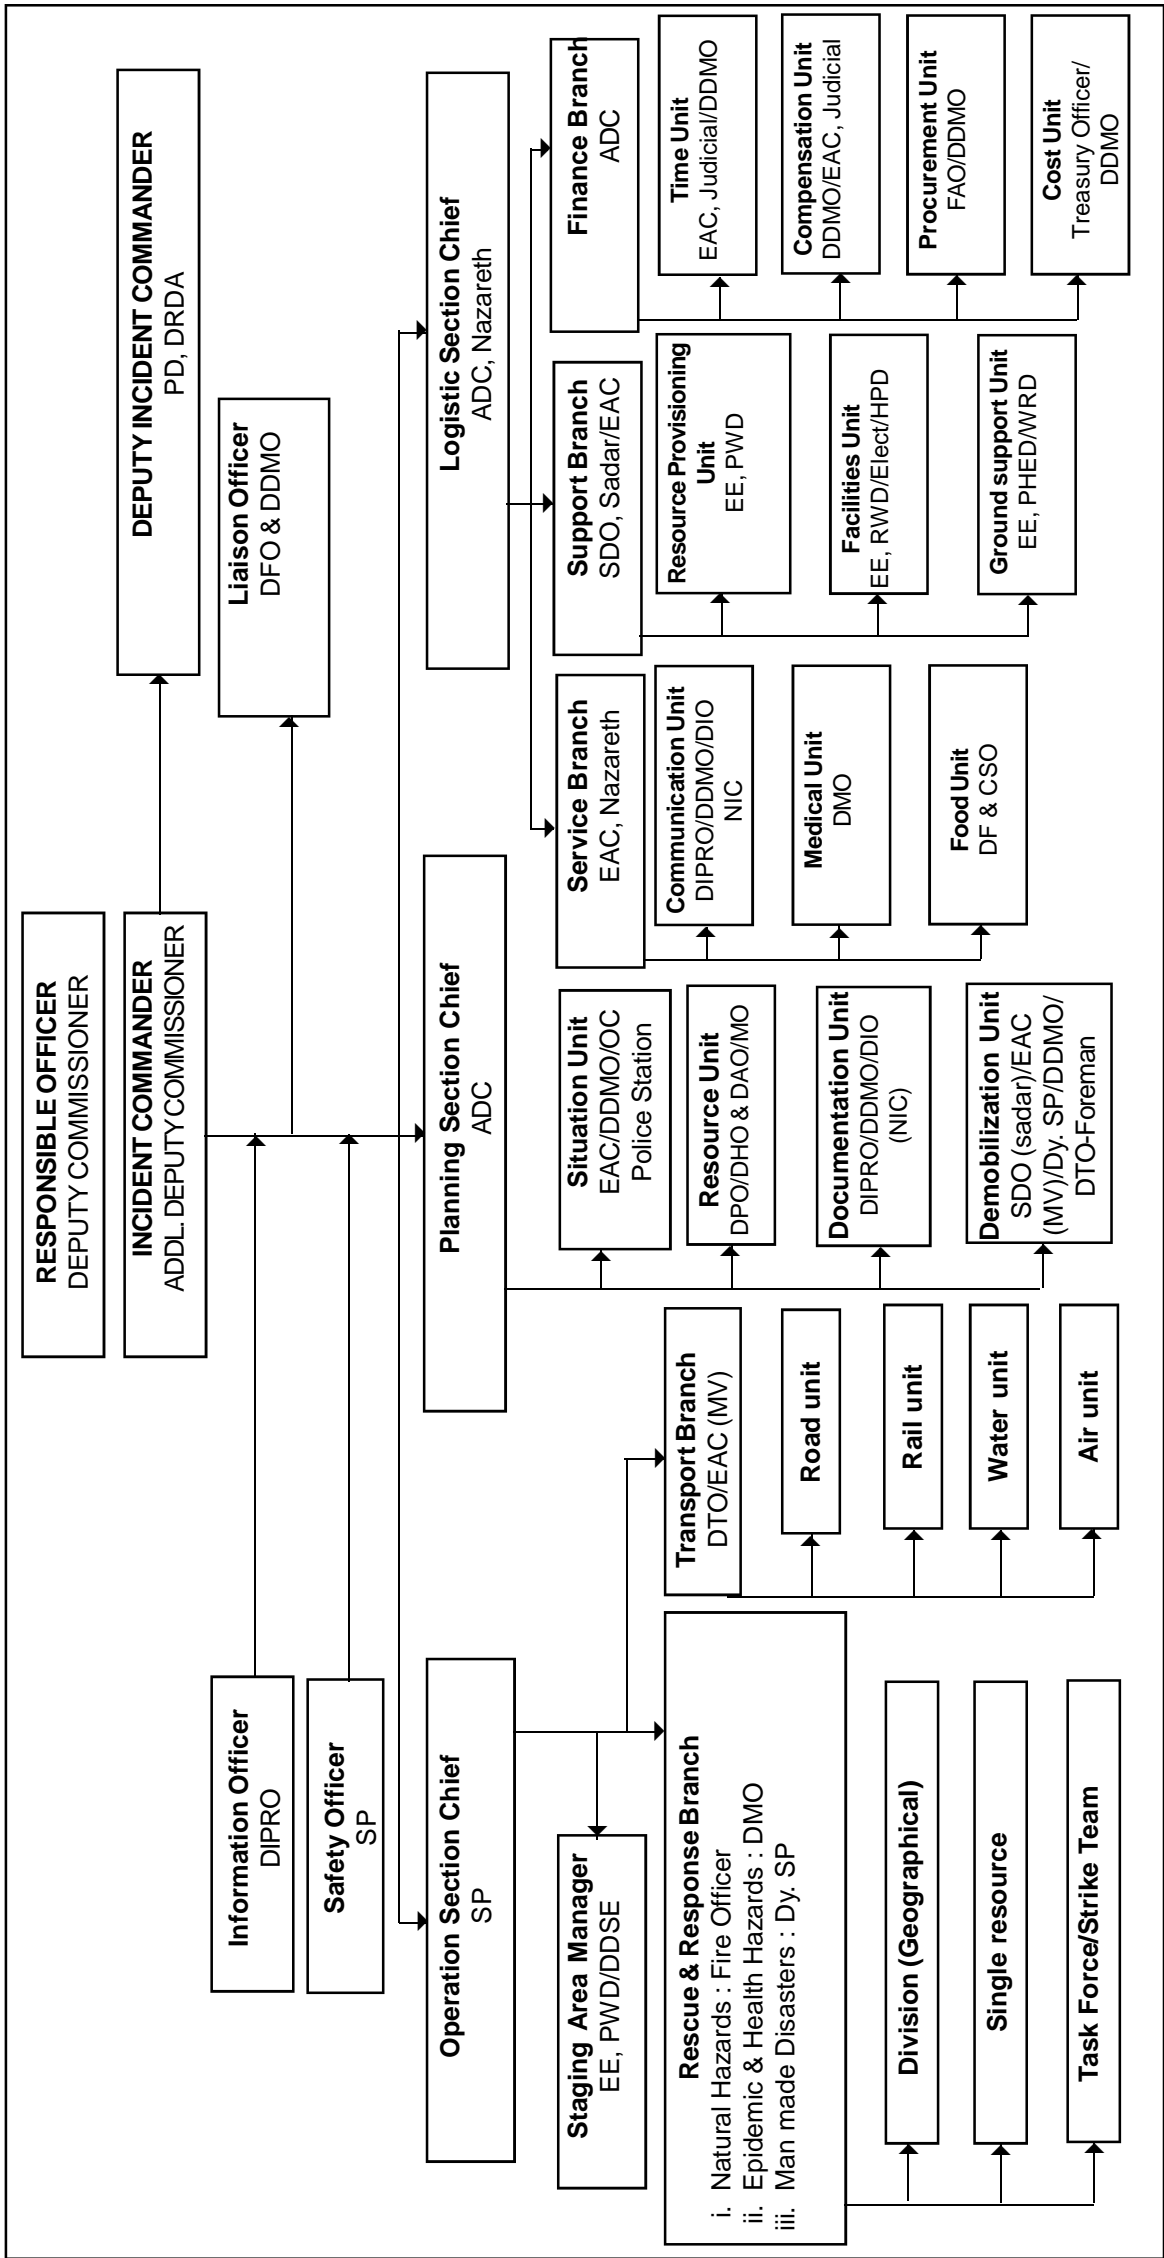 RESPONSIBLE OFFICER
DEPUTY COMMISSIONER
INCIDENT COMMANDER
ADDL. DEPUTY COMMISSIONER
DEPUTY INCIDENT COMMANDER
PD, DRDA
Information Officer
DIPRO
Liaison Officer
DFO & DDMO
Safety Officer
SP
Operation Section Chief
SP
Planning Section Chief
ADC
Logistic Section Chief
ADC, Nazareth
Staging Area Manager
EE, PWD/DDSE
Rescue & Response Branch
i. Natural Hazards : Fire Officer
ii. Epidemic & Health Hazards : DMO
iii. Man made Disasters : Dy. SP
Division (Geographical)
Single resource
Task Force/Strike Team
Transport Branch
DTO/EAC (MV)
Road unit
Rail unit
Water unit
Air unit
Situation Unit
EAC/DDMO/OC
Police Station
Resource Unit
DPO/DHO & DAO/MO
Documentation Unit
DIPRO/DDMO/DIO
(NIC)
Demobilization Unit
SDO (sadar)/EAC
(MV)/Dy. SP/DDMO/
DTO-Foreman
Service Branch
EAC, Nazareth
Communication Unit
DIPRO/DDMO/DIO
NIC
Medical Unit
DMO
Food Unit
DF & CSO
Support Branch
SDO, Sadar/EAC
Resource Provisioning
Unit
EE, PWD
Facilities Unit
EE, RWD/Elect/HPD
Ground support Unit
EE, PHED/WRD
Finance Branch
ADC
Time Unit
EAC, Judicial/DDMO
Compensation Unit
DDMO/EAC, Judicial
Procurement Unit
FAO/DDMO
Cost Unit
Treasury Officer/
DDMO